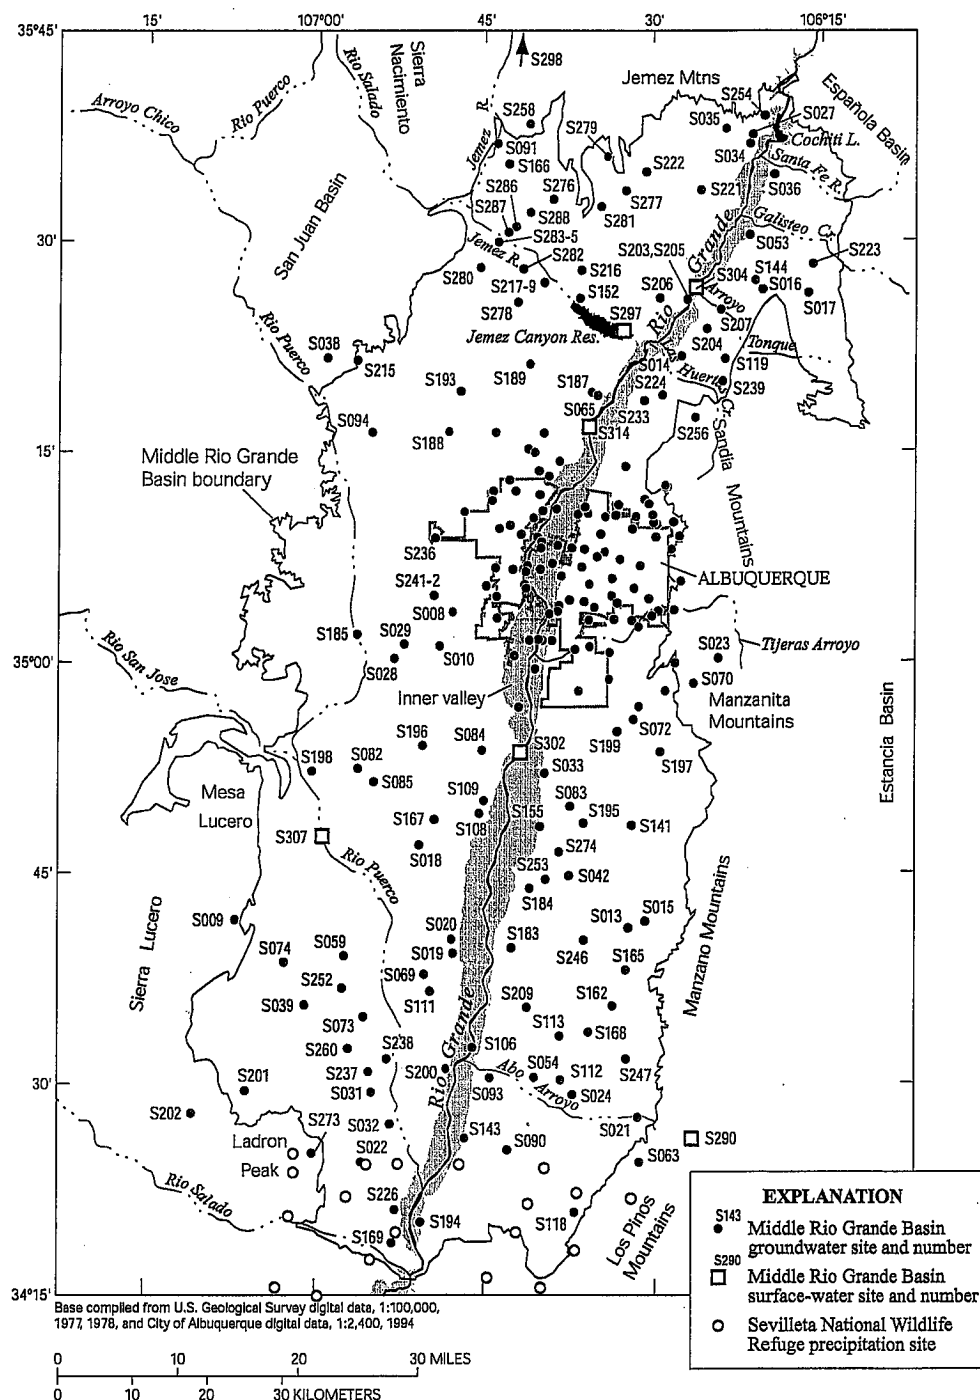 35°45'
15'
107°00'
45'
30'
106°15'
Sierra
Nacimiento
Rio Salado
Rio Puerco
Arroyo Chico
S298
Jemez Mtns
Española Basin
S254
S035
S027
Cochiti L.
S258
S279
Jemez R.
S091
S166
S222
S034
Santa Fe R.
S286
S276
S277
S221
S036
S287
S288
S281
Galisteo Cr.
San Juan Basin
30'
S283-5
S053
Jemez R.
S282
S203, S205
S223
S280
S216
S304
S144
S217-9
S206
S016
S152
Arroyo
S017
S278
S297
Rio Grande
S207
Jemez Canyon Res.
S204
Tonque
Rio Puerco
S038
S014
S119
S215
S189
Las Huertas Cr.
S193
S187
S224
S239
S065
S233
S094
S188
S314
S256
15'
Sandia Mountains
Middle Rio Grande
Basin boundary
S236
ALBUQUERQUE
S241-2
S008
S185
S029
S023
Tijeras Arroyo
35°00'
S028
S010
S070
Rio San Jose
Inner valley
Manzanita
Mountains
Estancia Basin
S196
S084
S302
S072
S199
S198
S082
S033
S197
S085
Mesa
Lucero
S109
S083
S155
S195
S167
S108
S141
S307
S018
S274
Rio Puerco
45'
S253
S042
S184
Manzano Mountains
S009
S020
S013
S015
Sierra Lucero
S074
S059
S019
S183
S246
S165
S252
S069
S039
S111
S209
S162
S073
Rio Grande
S113
S168
S260
S238
S106
S237
S200
Abo Arroyo
S054
S112
S247
30'
S201
S031
S093
S024
S202
S273
S032
S143
S021
Ladron
Peak
S022
S090
S290
S063
Rio Salado
S226
S194
S118
S169
Los Pinos
Mountains
34°15'
EXPLANATION
S143
Middle Rio Grande Basin
groundwater site and number
S290
Middle Rio Grande Basin
surface-water site and number
Sevilleta National Wildlife
Refuge precipitation site
Base compiled from U.S. Geological Survey digital data, 1:100,000,
1977, 1978, and City of Albuquerque digital data, 1:2,400, 1994
0 10 20 30 MILES
0 10 20 30 KILOMETERS